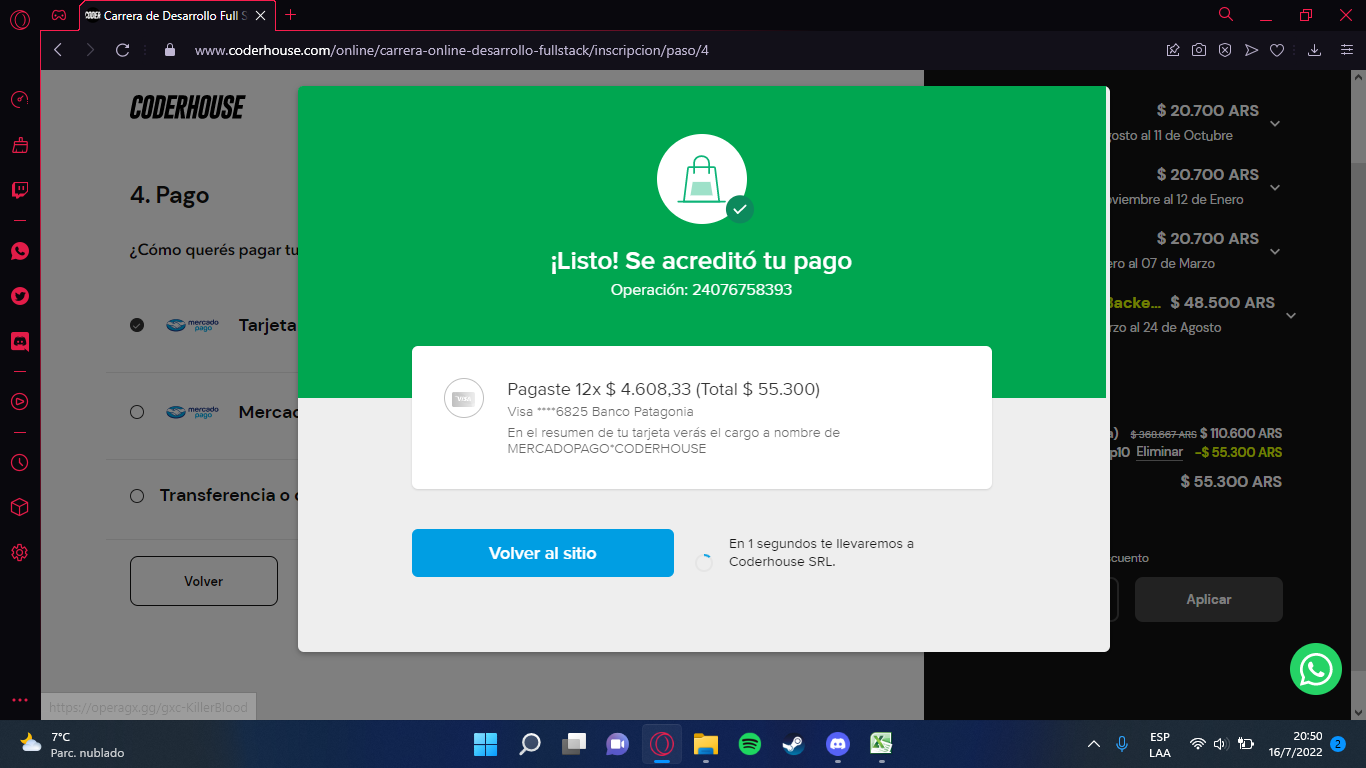 CODER Carrera de Desarrollo Full S
www.coderhouse.com/online/carrera-online-desarrollo-fullstack/inscripcion/paso/4
CODERHOUSE
4. Pago
¿Cómo querés pagar tu
mercado pago Tarjeta
mercado pago Mercad
Transferencia o
Volver
¡Listo! Se acreditó tu pago
Operación: 24076758393
VISA
Pagaste 12x $ 4.608,33 (Total $ 55.300)
Visa ****6825 Banco Patagonia
En el resumen de tu tarjeta verás el cargo a nombre de
MERCADOPAGO*CODERHOUSE
Volver al sitio
En 1 segundos te llevaremos a
Coderhouse SRL.
$ 20.700 ARS
gosto al 11 de Octubre
$ 20.700 ARS
viembre al 12 de Enero
$ 20.700 ARS
ero al 07 de Marzo
Backe... $ 48.500 ARS
rzo al 24 de Agosto
a) $ 368.667 ARS $ 110.600 ARS
p10 Eliminar -$ 55.300 ARS
$ 55.300 ARS
cuento
Aplicar
https://operagx.gg/gxc-KillerBlood
7°C
Parc. nublado
ESP
LAA
20:50
16/7/2022
2